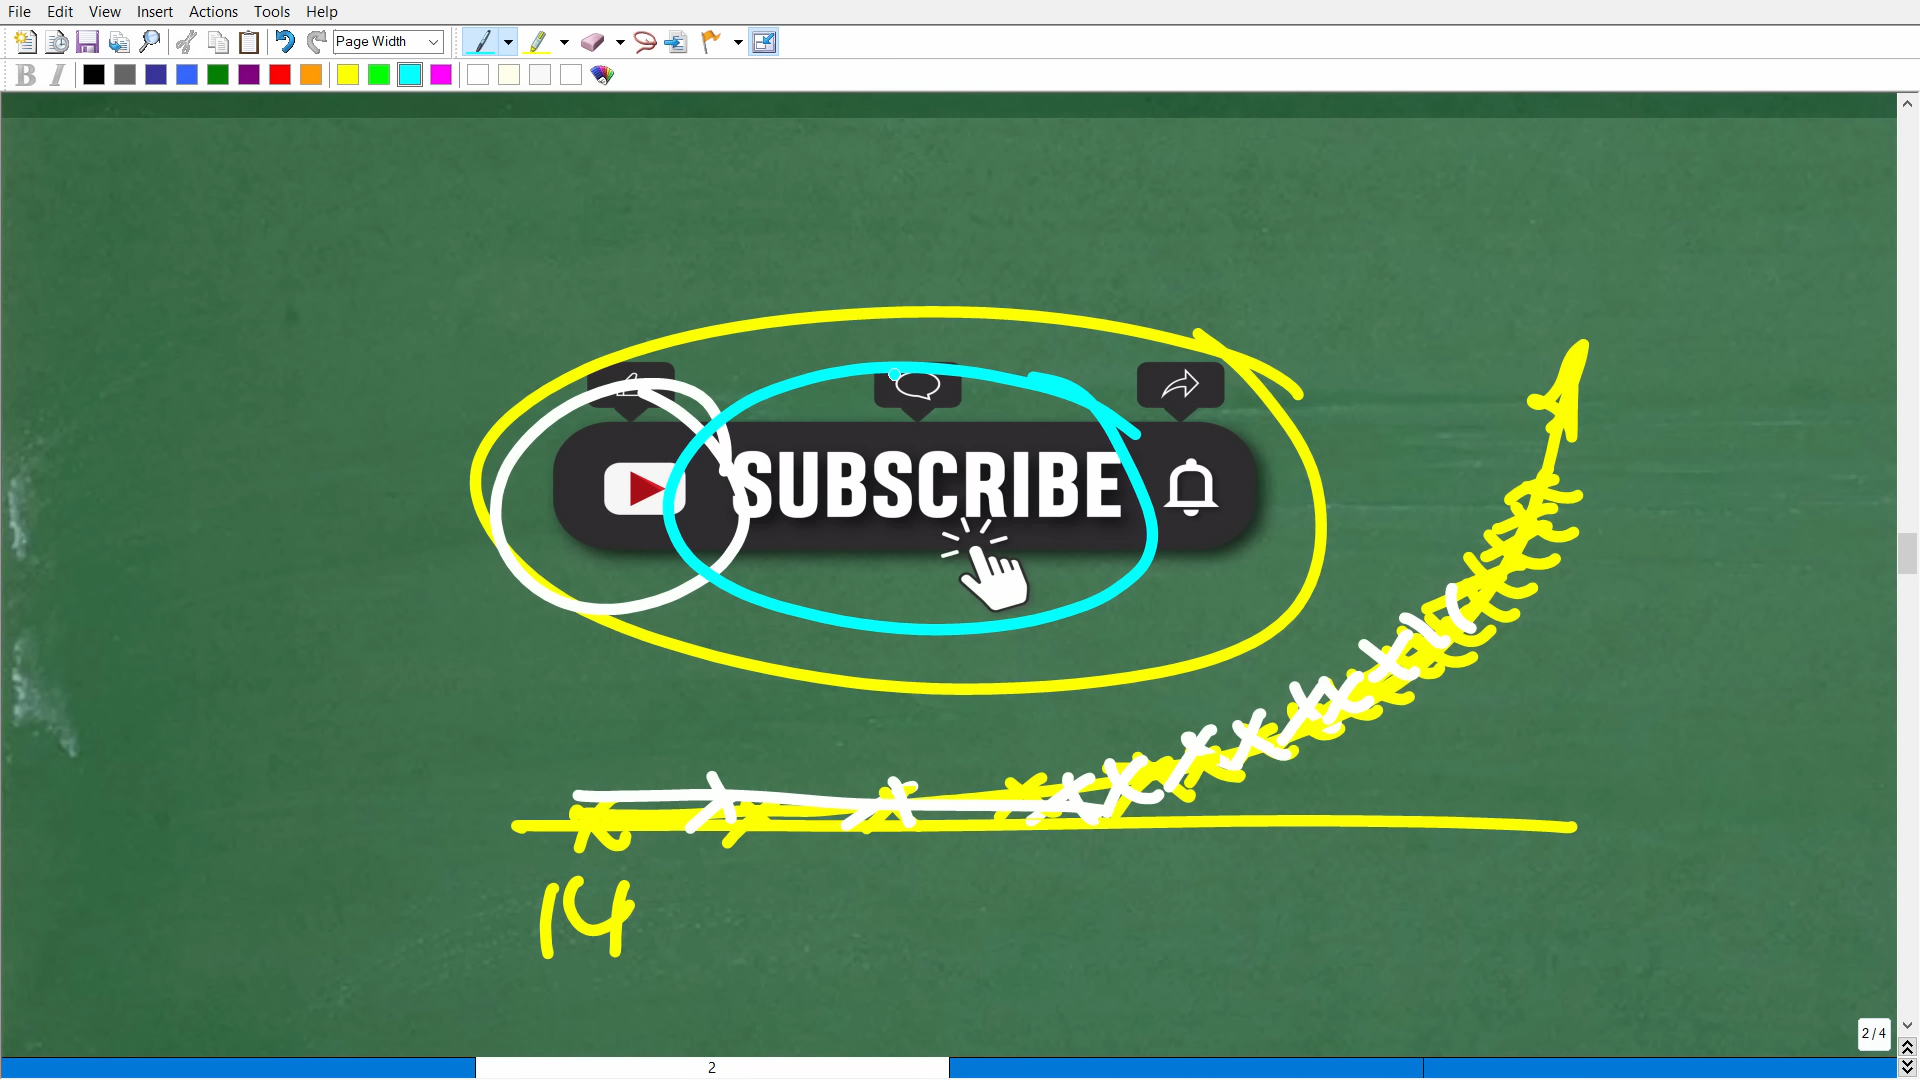 File Edit View Insert Actions Tools Help
Page Width
B I
SUBSCRIBE
14
2 / 4
2